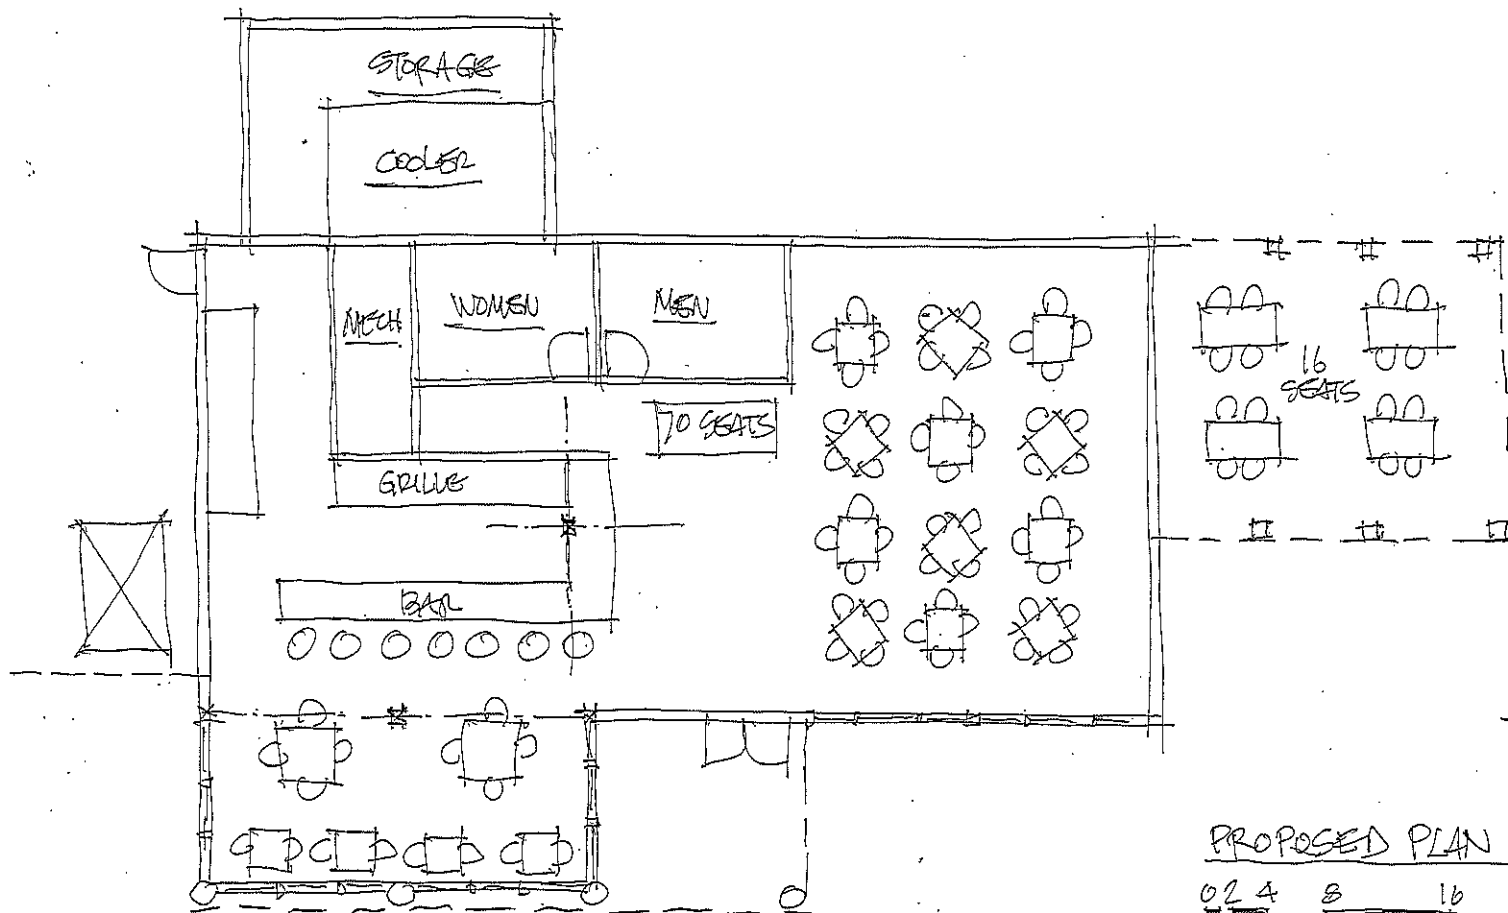 STORAGE
COOLER
MECH
WOMEN
MEN
70 SEATS
16
SEATS
GRILLE
BAR
PROPOSED PLAN
0 2 4 8 16